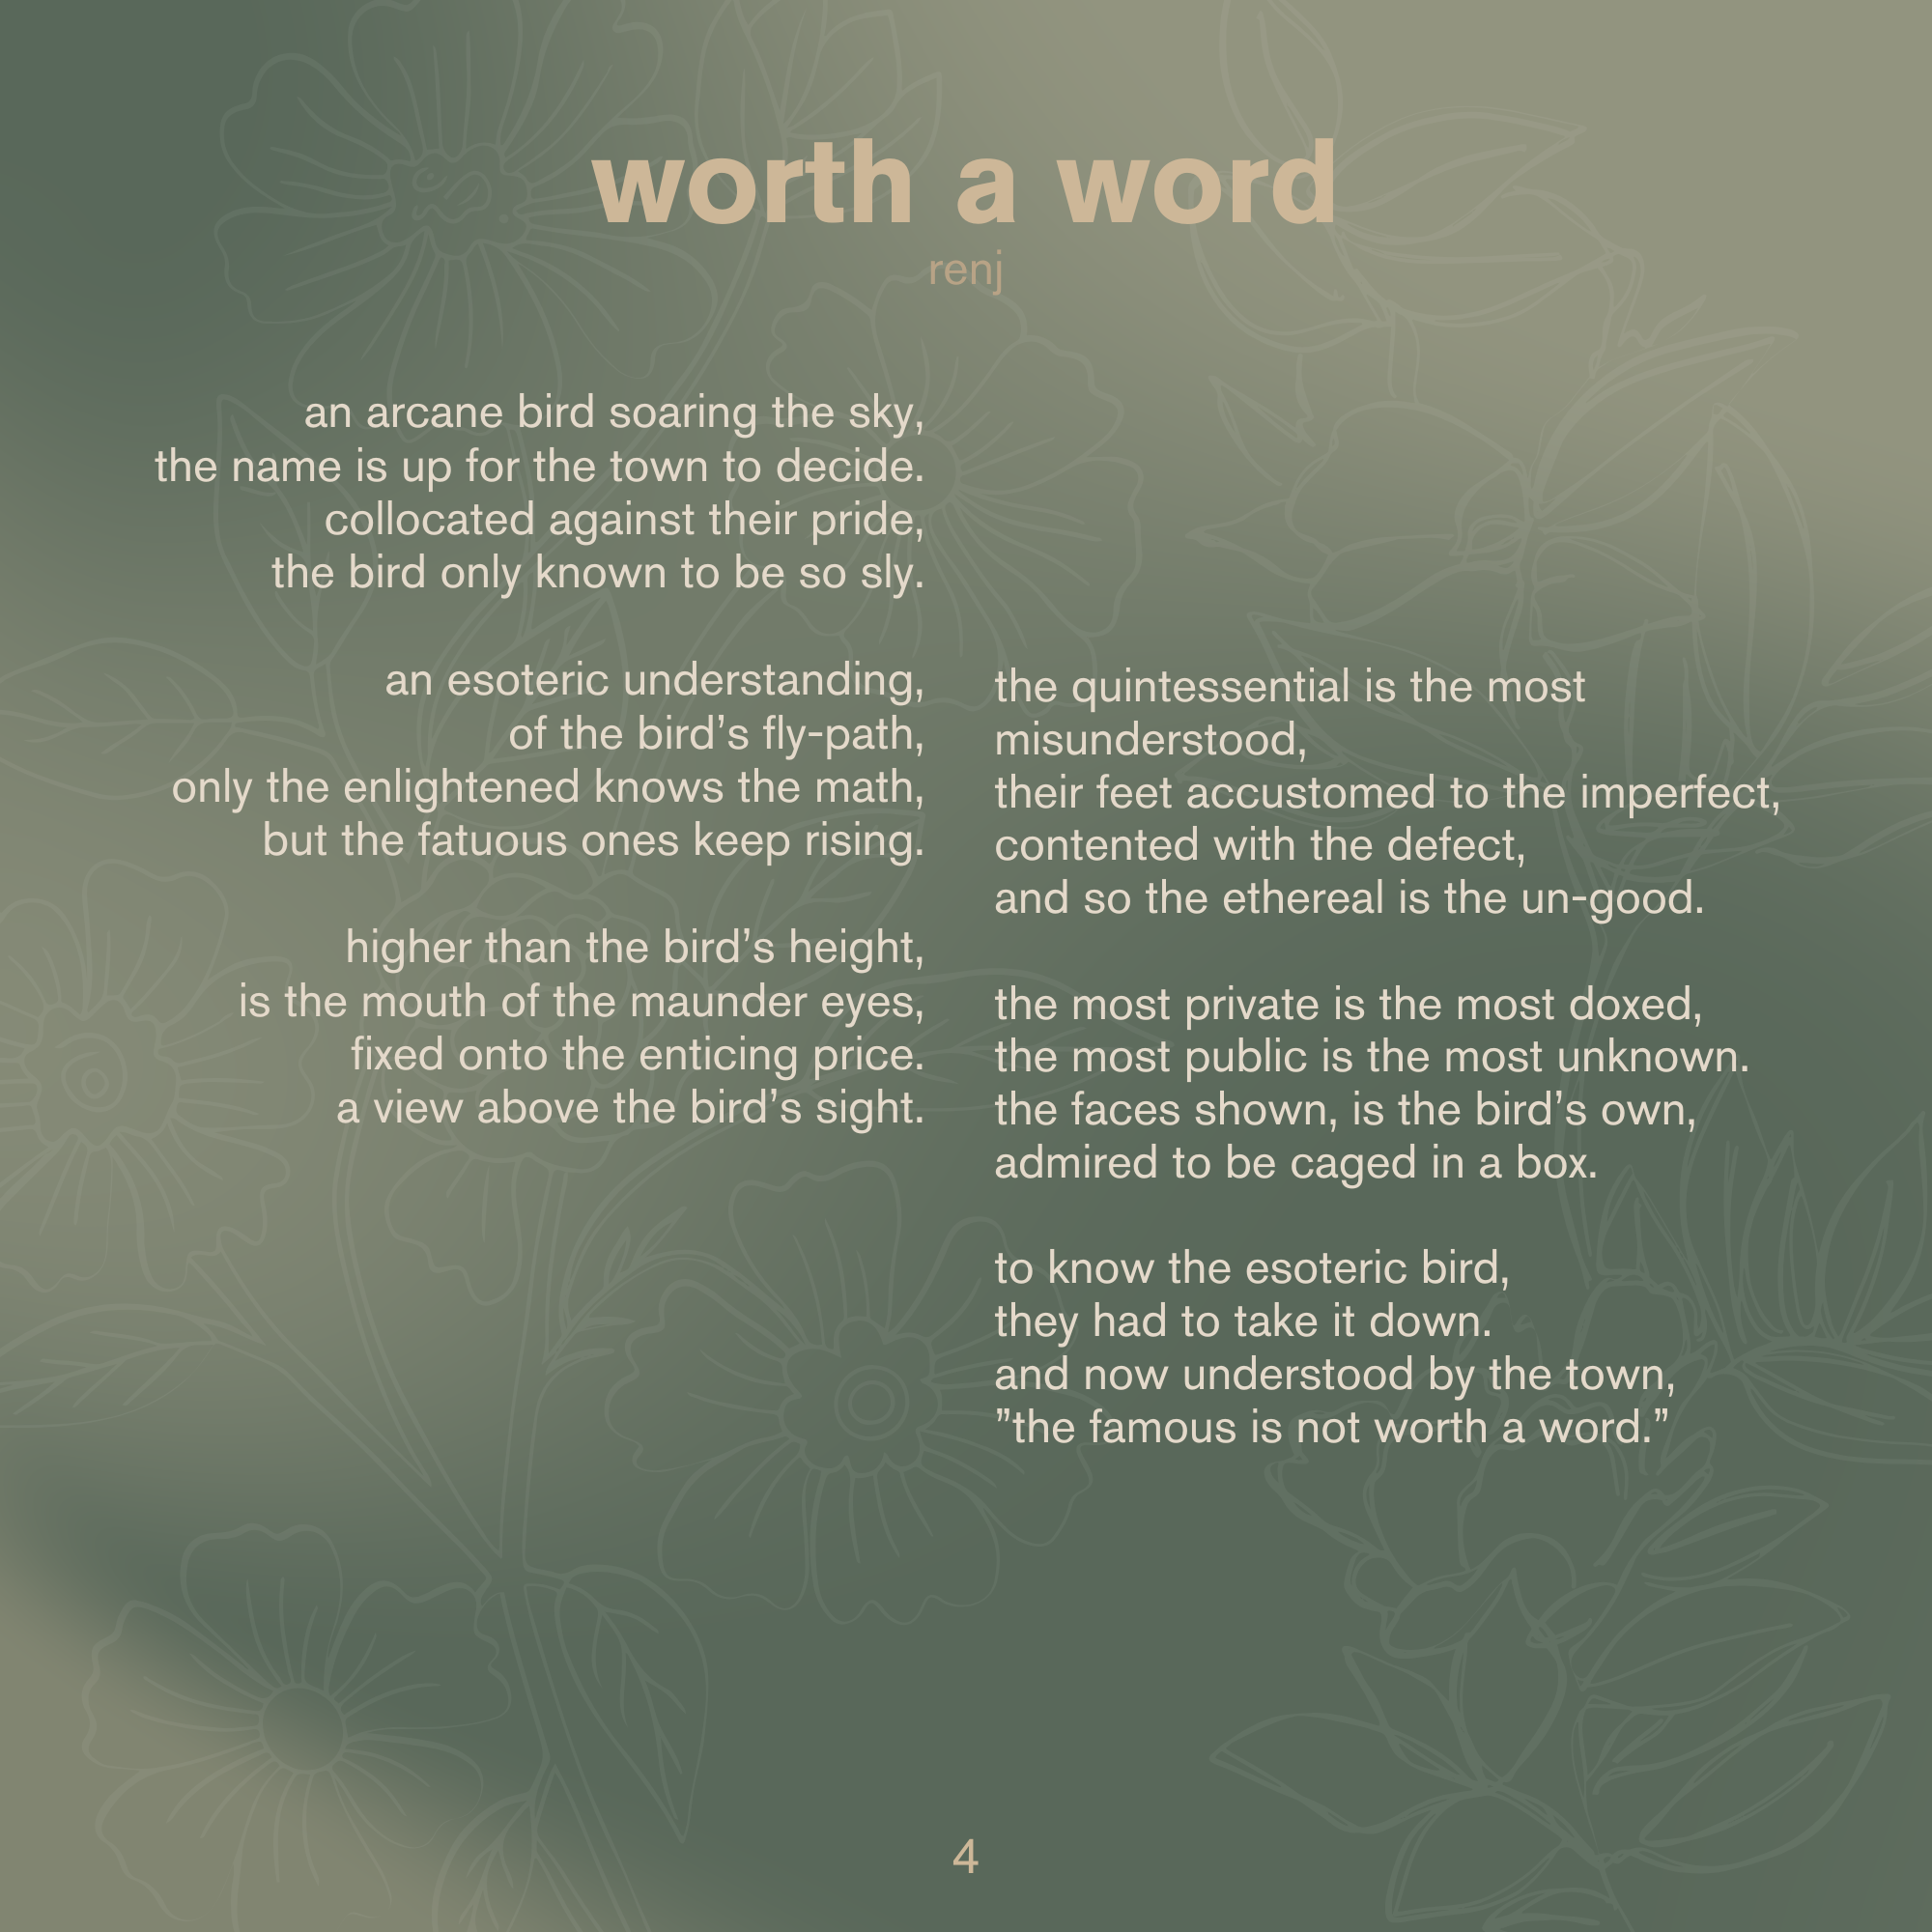 worth a word
renj
an arcane bird soaring the sky,
the name is up for the town to decide.
collocated against their pride,
the bird only known to be so sly.
an esoteric understanding,
of the bird’s fly-path,
only the enlightened knows the math,
but the fatuous ones keep rising.
higher than the bird’s height,
is the mouth of the maunder eyes,
fixed onto the enticing price.
a view above the bird’s sight.
the quintessential is the most
misunderstood,
their feet accustomed to the imperfect,
contented with the defect,
and so the ethereal is the un-good.
the most private is the most doxed,
the most public is the most unknown.
the faces shown, is the bird’s own,
admired to be caged in a box.
to know the esoteric bird,
they had to take it down.
and now understood by the town,
”the famous is not worth a word.”
4